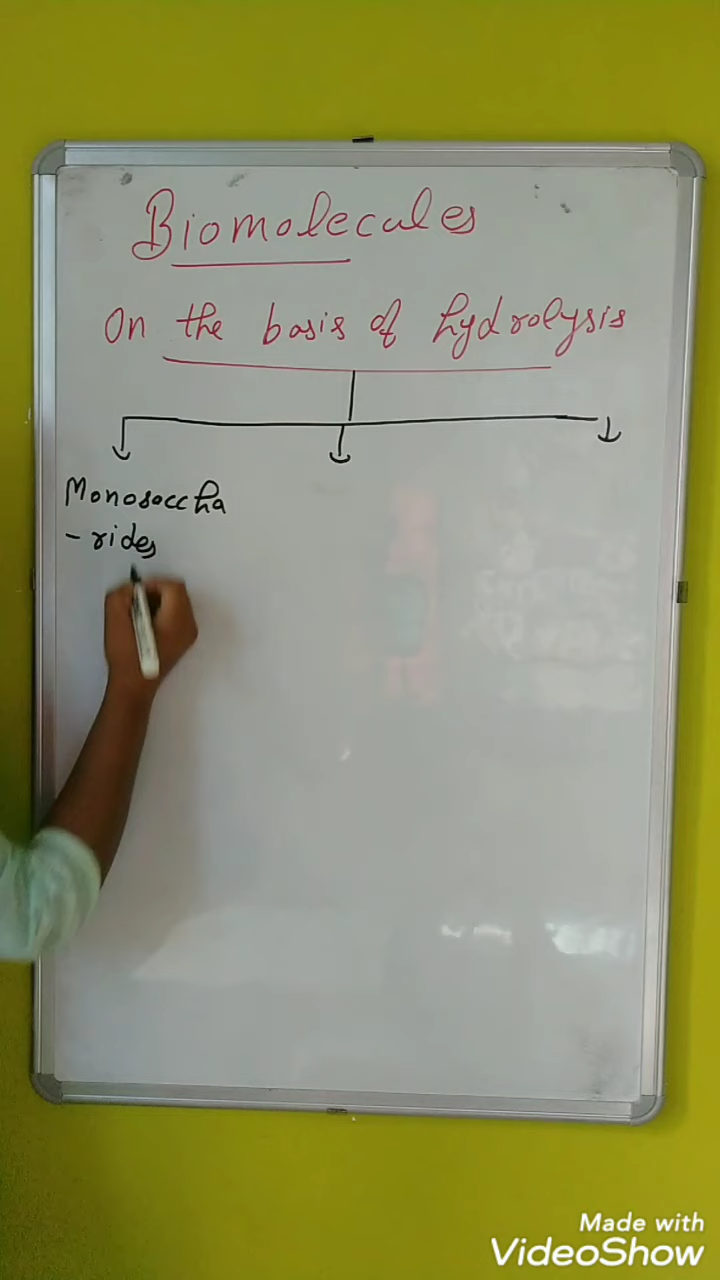 Biomolecules
On the basis of hydrolysis
Monosaccha
- rides
Made with
VideoShow